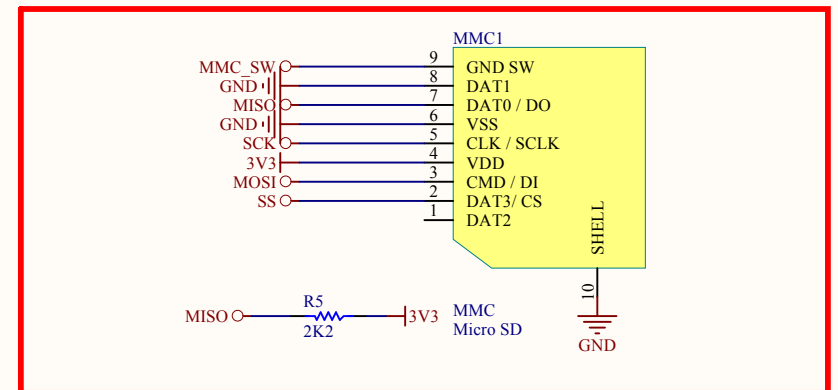 MMC1
MMC_SW 9 GND SW
GND 8 DAT1
MISO 7 DAT0 / DO
GND 6 VSS
SCK 5 CLK / SCLK
3V3 4 VDD
MOSI 3 CMD / DI
SS 2 DAT3/ CS
1 DAT2
SHELL
10
GND
R5
MISO 3V3
2K2
MMC
Micro SD